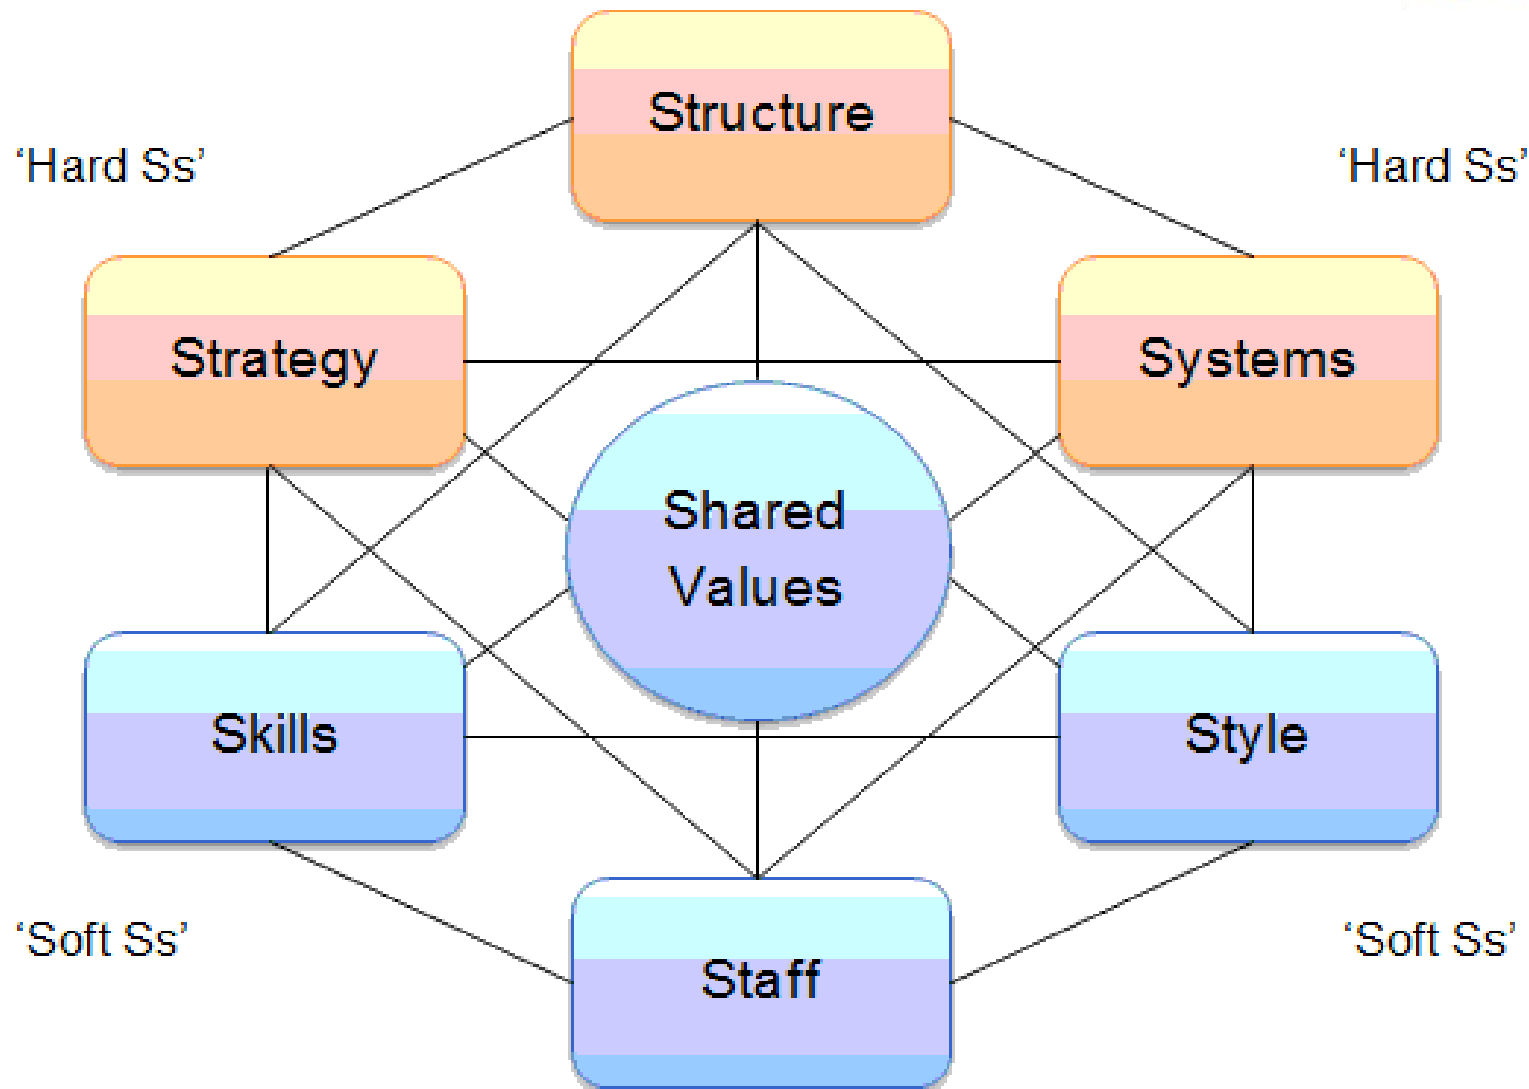 Structure
‘Hard Ss’
‘Hard Ss’
Strategy
Systems
Shared
Values
Skills
Style
‘Soft Ss’
‘Soft Ss’
Staff